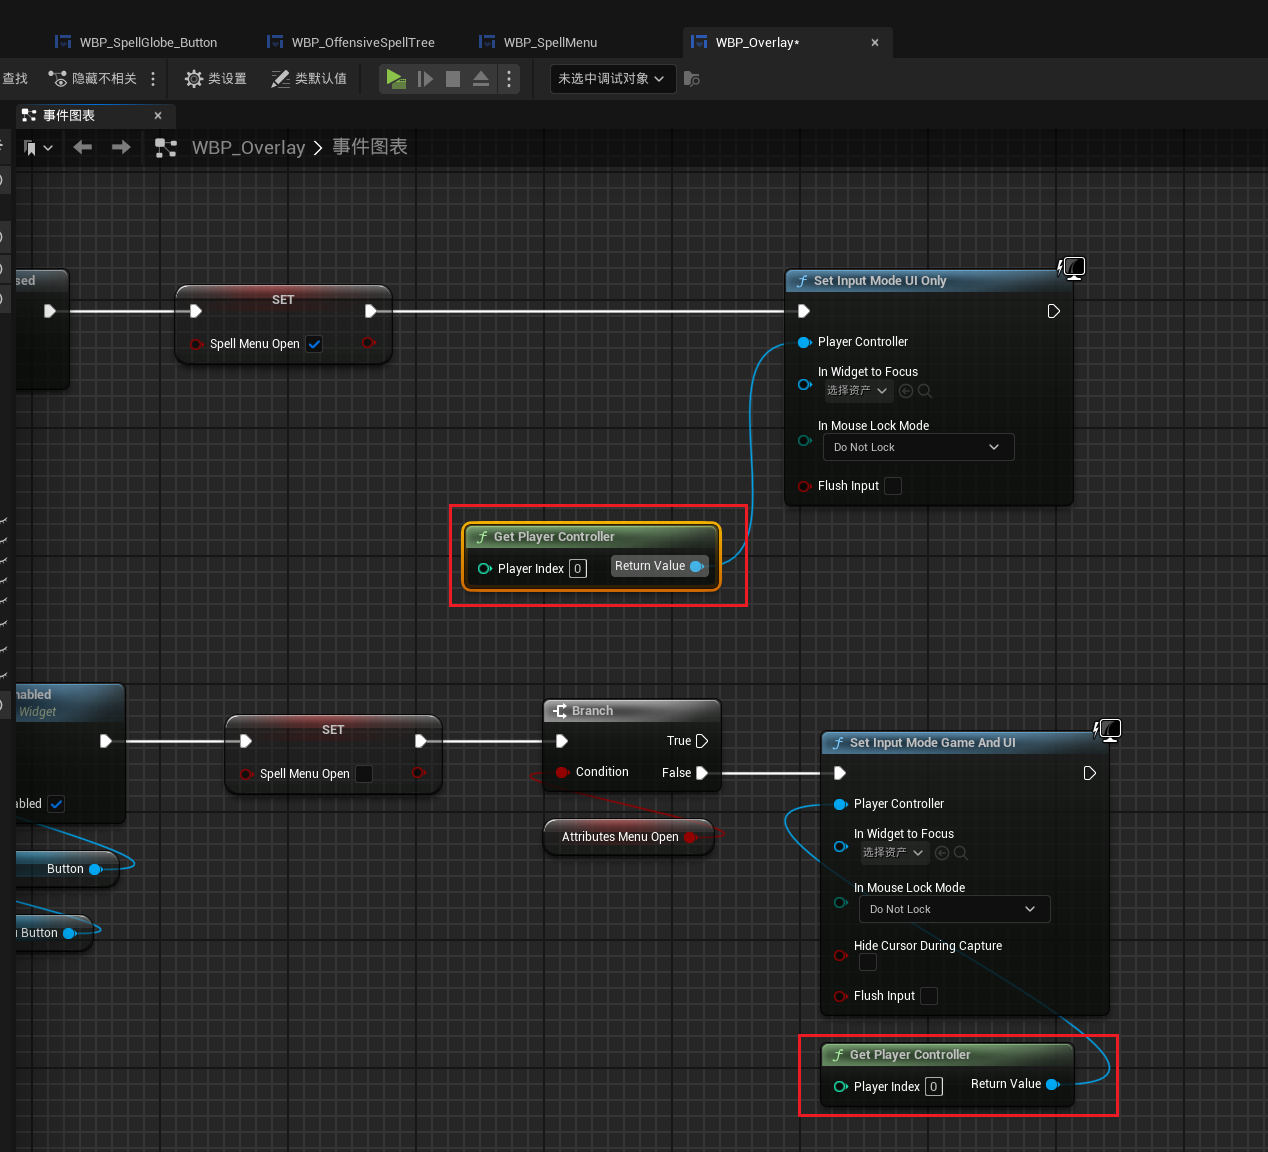 WBP_SpellGlobe_Button
WBP_OffensiveSpellTree
WBP_SpellMenu
WBP_Overlay*
查找
隐藏不相关
类设置
类默认值
未选中调试对象
事件图表
WBP_Overlay > 事件图表
sed
SET
Spell Menu Open
Set Input Mode UI Only
Player Controller
In Widget to Focus
选择资产
In Mouse Lock Mode
Do Not Lock
Flush Input
Get Player Controller
Player Index 0
Return Value
nabled
Widget
abled
Button
u Button
SET
Spell Menu Open
Branch
True
Condition
False
Attributes Menu Open
Set Input Mode Game And UI
Player Controller
In Widget to Focus
选择资产
In Mouse Lock Mode
Do Not Lock
Hide Cursor During Capture
Flush Input
Get Player Controller
Player Index 0
Return Value